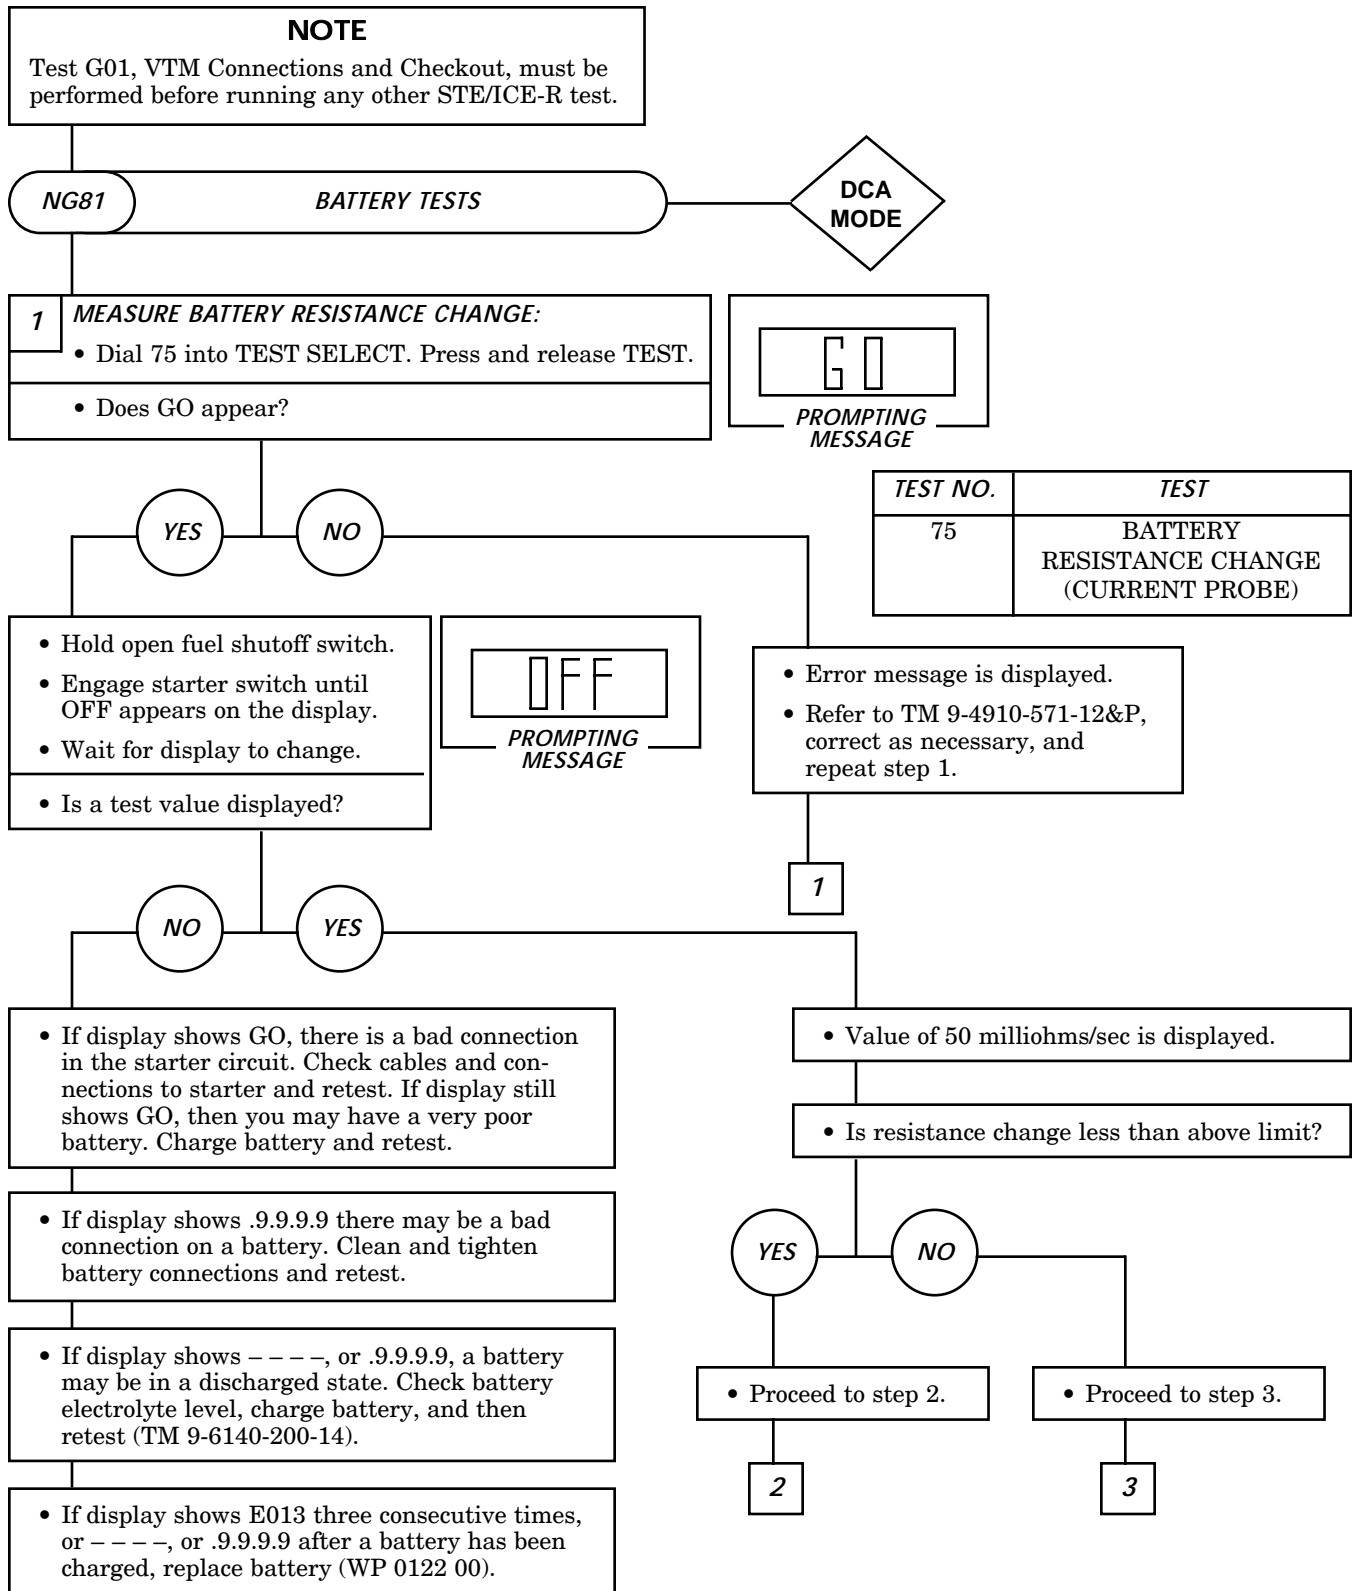 NOTE
Test G01, VTM Connections and Checkout, must be
performed before running any other STE/ICE-R test.
NG81
BATTERY TESTS
DCA
MODE
1
MEASURE BATTERY RESISTANCE CHANGE:
• Dial 75 into TEST SELECT. Press and release TEST.
• Does GO appear?
GO
PROMPTING
MESSAGE
TEST NO. TEST
75 BATTERY
RESISTANCE CHANGE
(CURRENT PROBE)
YES
NO
• Hold open fuel shutoff switch.
• Engage starter switch until
OFF appears on the display.
• Wait for display to change.
• Is a test value displayed?
OFF
PROMPTING
MESSAGE
• Error message is displayed.
• Refer to TM 9-4910-571-12&P,
correct as necessary, and
repeat step 1.
1
NO
YES
• If display shows GO, there is a bad connection
in the starter circuit. Check cables and con-
nections to starter and retest. If display still
shows GO, then you may have a very poor
battery. Charge battery and retest.
• If display shows .9.9.9.9 there may be a bad
connection on a battery. Clean and tighten
battery connections and retest.
• If display shows – – – –, or .9.9.9.9, a battery
may be in a discharged state. Check battery
electrolyte level, charge battery, and then
retest (TM 9-6140-200-14).
• If display shows E013 three consecutive times,
or – – – –, or .9.9.9.9 after a battery has been
charged, replace battery (WP 0122 00).
• Value of 50 milliohms/sec is displayed.
• Is resistance change less than above limit?
YES
NO
• Proceed to step 2.
• Proceed to step 3.
2
3